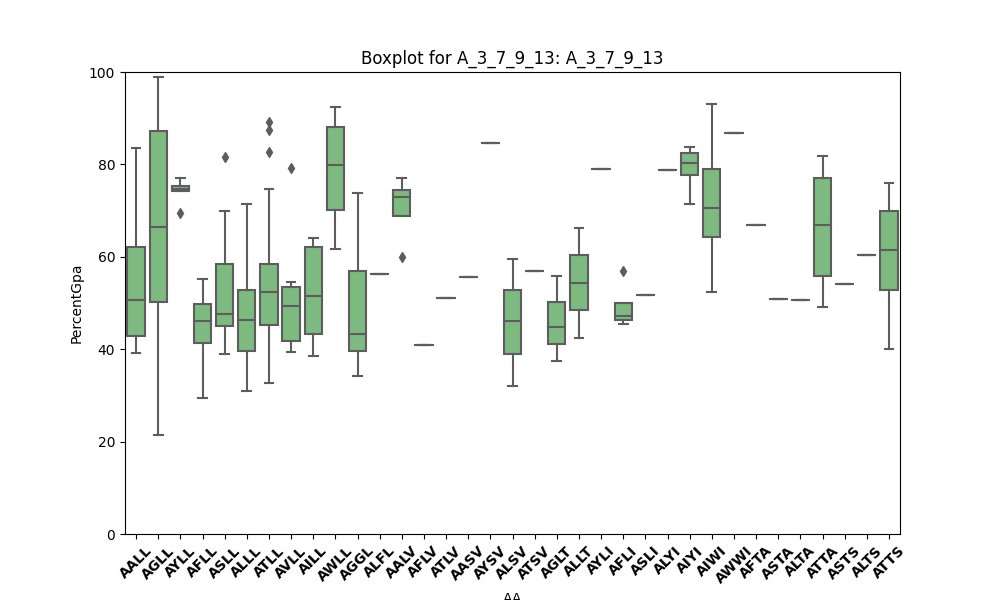 Boxplot for A_3_7_9_13: A_3_7_9_13
100
80
60
40
20
0
PercentGpa
AALL AGLL AYLL AFLL ASLL ALLL ATLL AVLL AILL AWLL AGGL ALFL AALV AFLV ATLV AASV AYSV ALSV ATSV AGLT ALLT AYLI AFLI ASLI ALYI AIYI AIWI AWWI AFTA ASTA ALTA ATTA ASTS ALTS ATTS
AA